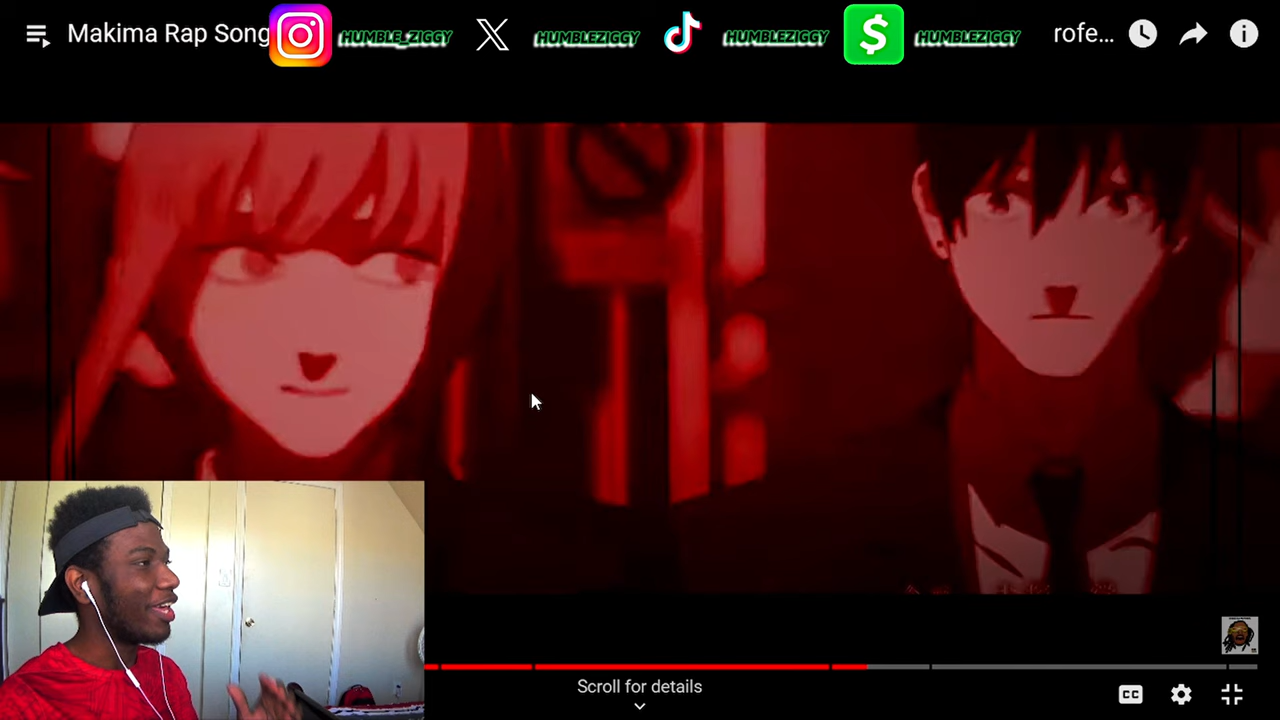 Makima Rap Song
HUMBLE_ZIGGY
HUMBLEZIGGY
HUMBLEZIGGY
$
HUMBLEZIGGY
rofe...
Scroll for details
CC